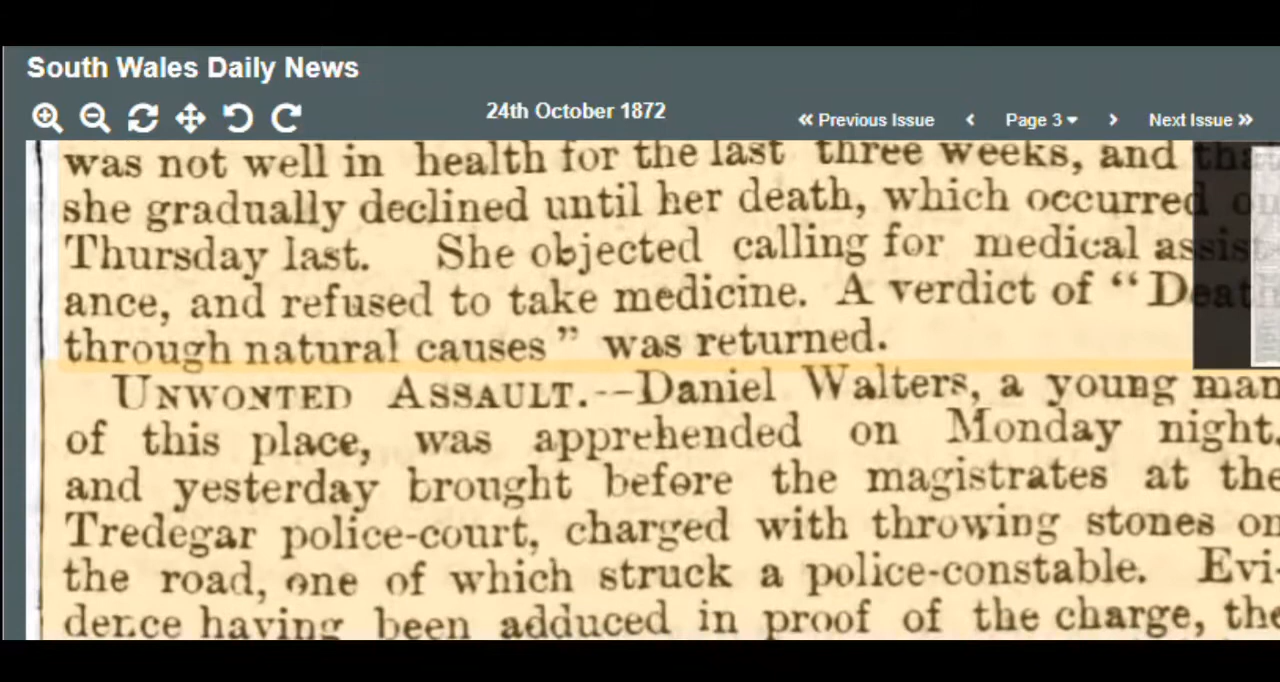 South Wales Daily News
24th October 1872
Previous Issue
Page 3
Next Issue
was not well in health for the last three weeks, and that
she gradually declined until her death, which occurred on
Thursday last. She objected calling for medical assist
ance, and refused to take medicine. A verdict of “Death
through natural causes” was returned.
UNWONTED ASSAULT.--Daniel Walters, a young man
of this place, was apprehended on Monday night,
and yesterday brought before the magistrates at the
Tredegar police-court, charged with throwing stones on
the road, one of which struck a police-constable. Evi-
dence having been adduced in proof of the charge, the